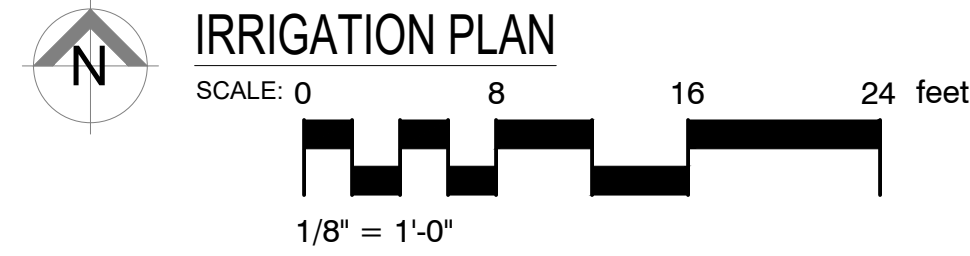 N
IRRIGATION PLAN
SCALE: 0 8 16 24 feet
1/8" = 1'-0"